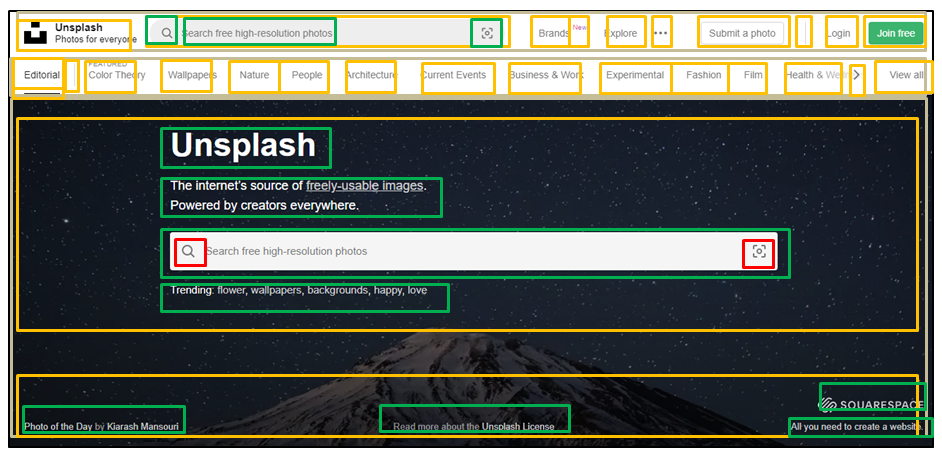 Unsplash
Photos for everyone
Search free high-resolution photos
Brands New
Explore
Submit a photo
Login
Join free
Editorial
FEATURED
Color Theory
Wallpapers
Nature
People
Architecture
Current Events
Business & Work
Experimental
Fashion
Film
Health &
View all
Unsplash
The internet's source of freely-usable images.
Powered by creators everywhere.
Search free high-resolution photos
Trending: flower, wallpapers, backgrounds, happy, love
Photo of the Day by Kiarash Mansouri
Read more about the Unsplash License
SQUARESPACE
All you need to create a website.